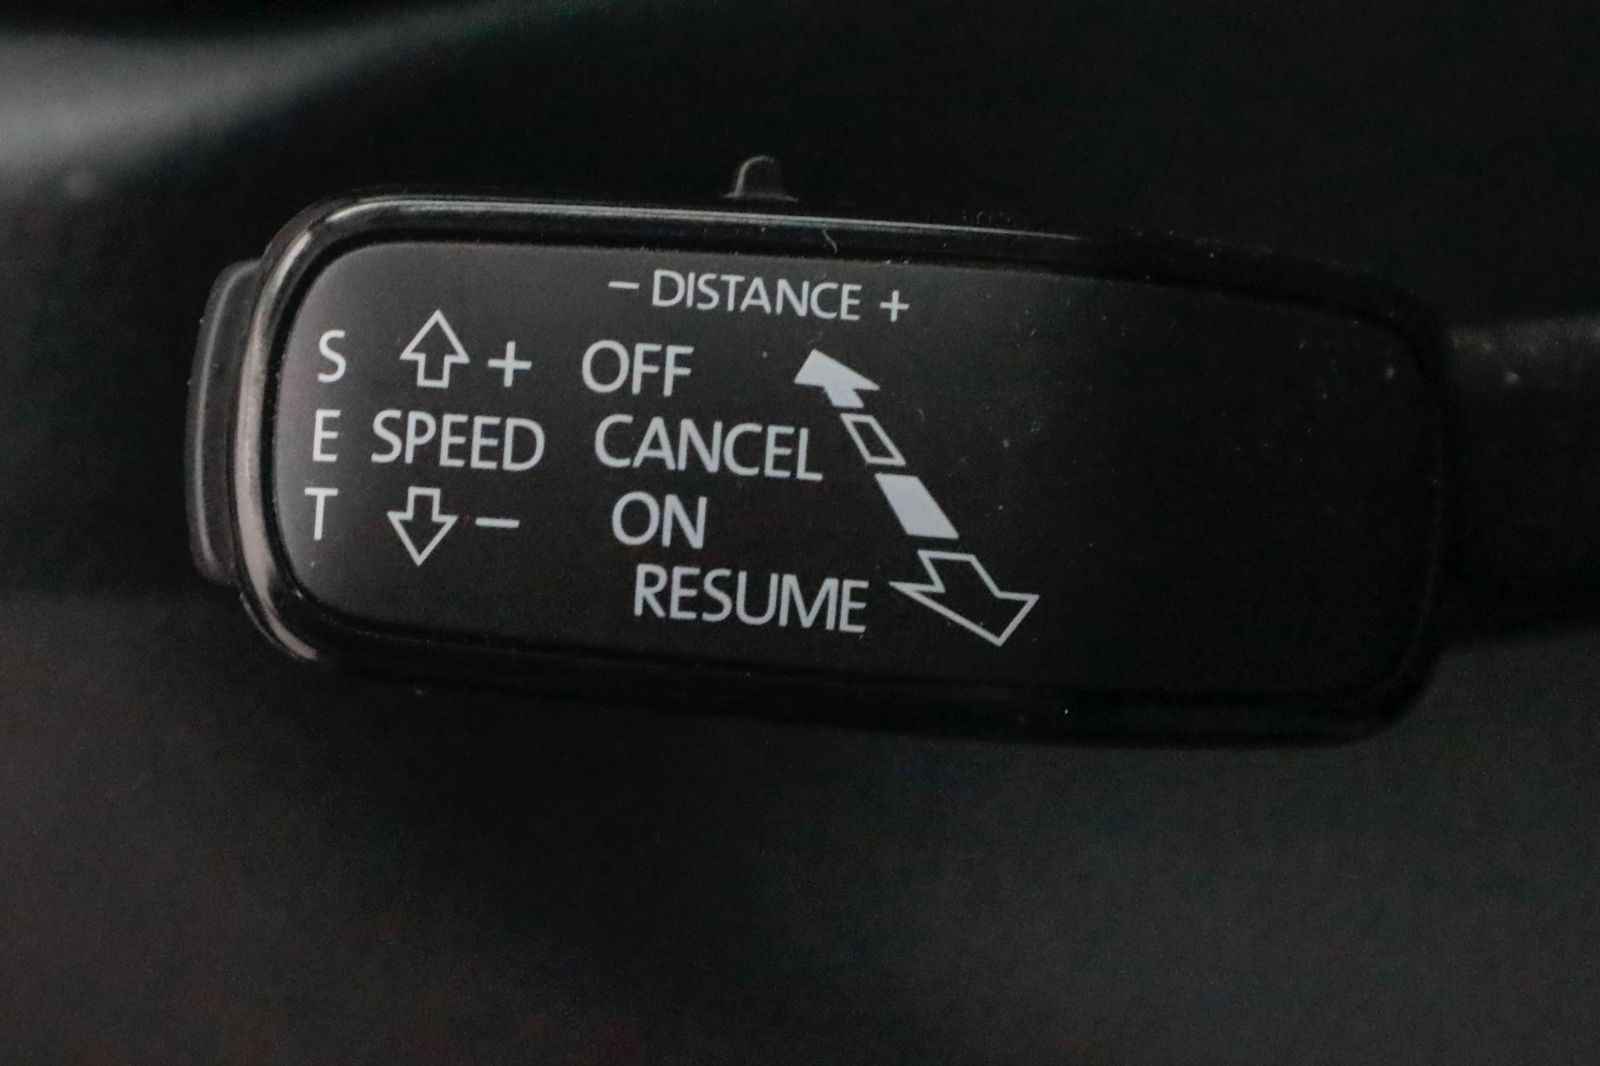 − DISTANCE +
S + OFF
E SPEED CANCEL
T − ON
RESUME